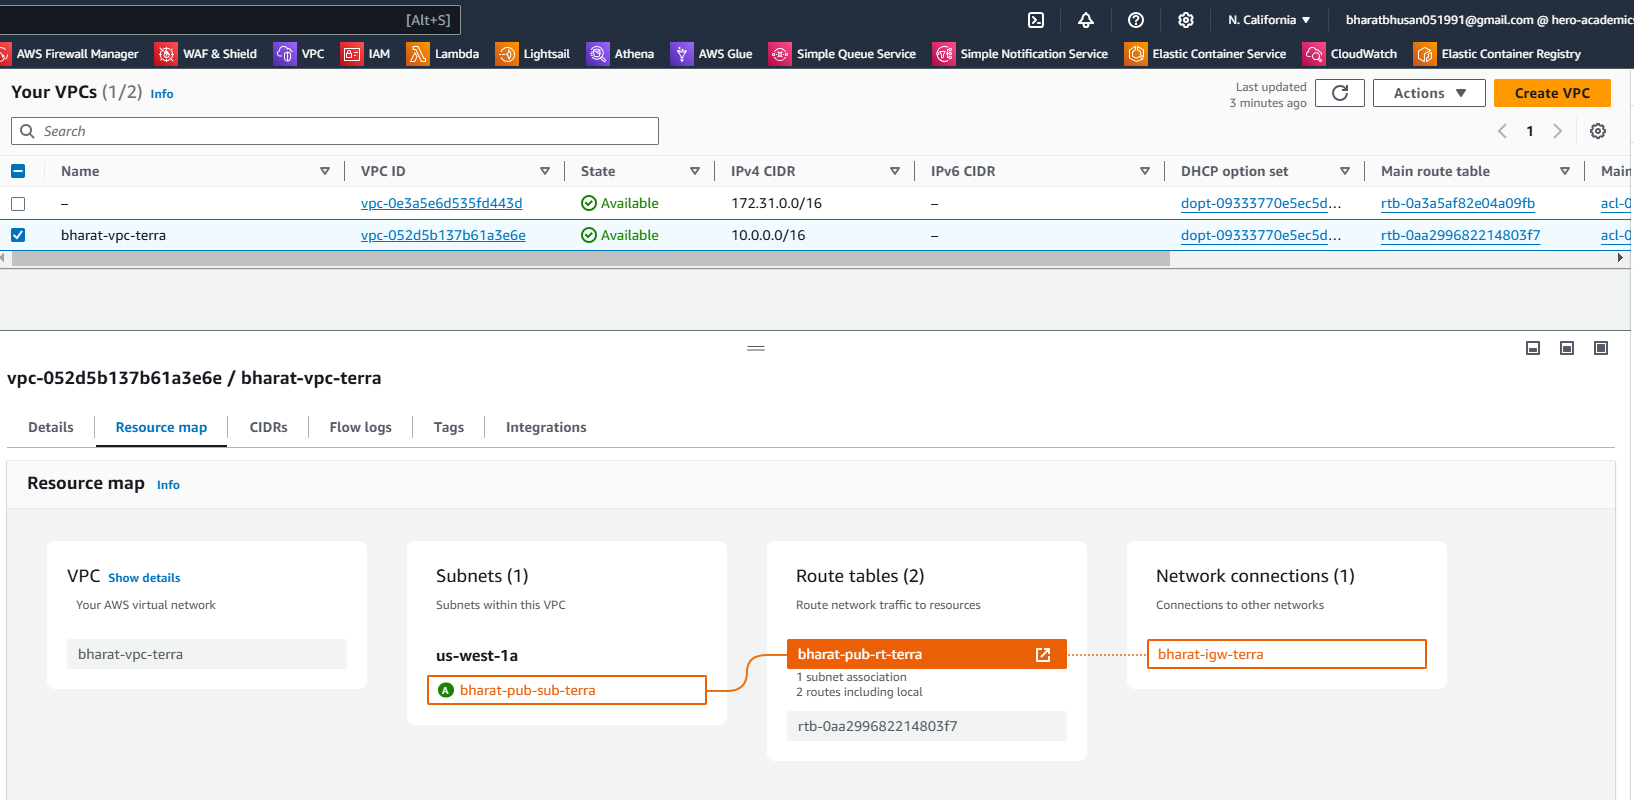 [Alt+S]
N. California ▼
bharatbhusan051991@gmail.com @ hero-academics
AWS Firewall Manager WAF & Shield VPC IAM Lambda Lightsail Athena AWS Glue Simple Queue Service Simple Notification Service Elastic Container Service CloudWatch Elastic Container Registry
Your VPCs (1/2) Info
Last updated
3 minutes ago
Actions ▼
Create VPC
Search
1
Name VPC ID State IPv4 CIDR IPv6 CIDR DHCP option set Main route table Main
– vpc-0e3a5e6d535fd443d Available 172.31.0.0/16 – dopt-09333770e5ec5d... rtb-0a3a5af82e04a09fb acl-0
bharat-vpc-terra vpc-052d5b137b61a3e6e Available 10.0.0.0/16 – dopt-09333770e5ec5d... rtb-0aa299682214803f7 acl-0
vpc-052d5b137b61a3e6e / bharat-vpc-terra
Details Resource map CIDRs Flow logs Tags Integrations
Resource map Info
VPC Show details
Your AWS virtual network
bharat-vpc-terra
Subnets (1)
Subnets within this VPC
us-west-1a
A bharat-pub-sub-terra
Route tables (2)
Route network traffic to resources
bharat-pub-rt-terra
1 subnet association
2 routes including local
rtb-0aa299682214803f7
Network connections (1)
Connections to other networks
bharat-igw-terra